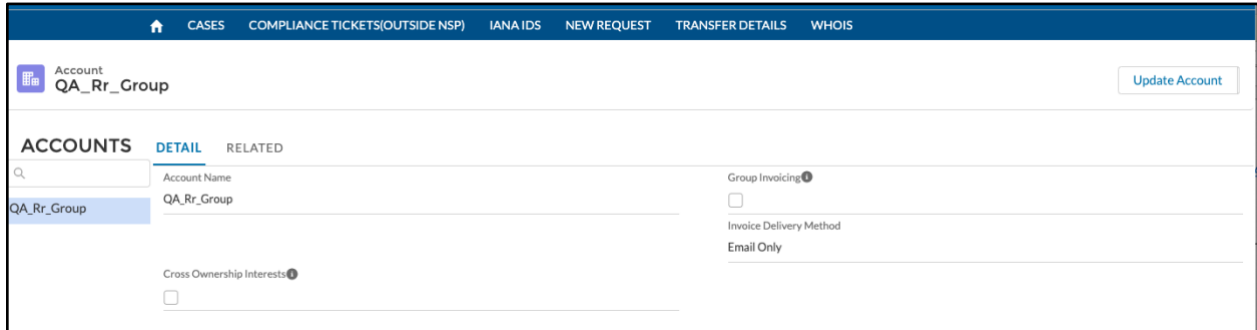 CASES COMPLIANCE TICKETS(OUTSIDE NSP) IANA IDS NEW REQUEST TRANSFER DETAILS WHOIS
Account
QA_Rr_Group
Update Account
ACCOUNTS
DETAIL RELATED
QA_Rr_Group
Account Name
QA_Rr_Group
Group Invoicing
Invoice Delivery Method
Email Only
Cross Ownership Interests